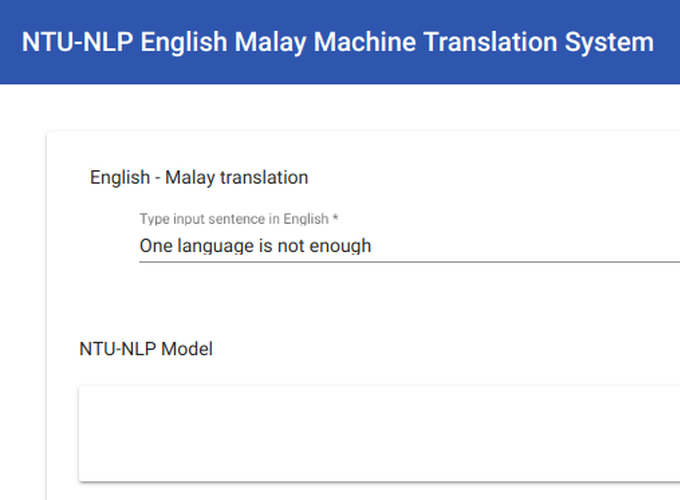 NTU-NLP English Malay Machine Translation System
English - Malay translation
Type input sentence in English *
One language is not enough
NTU-NLP Model